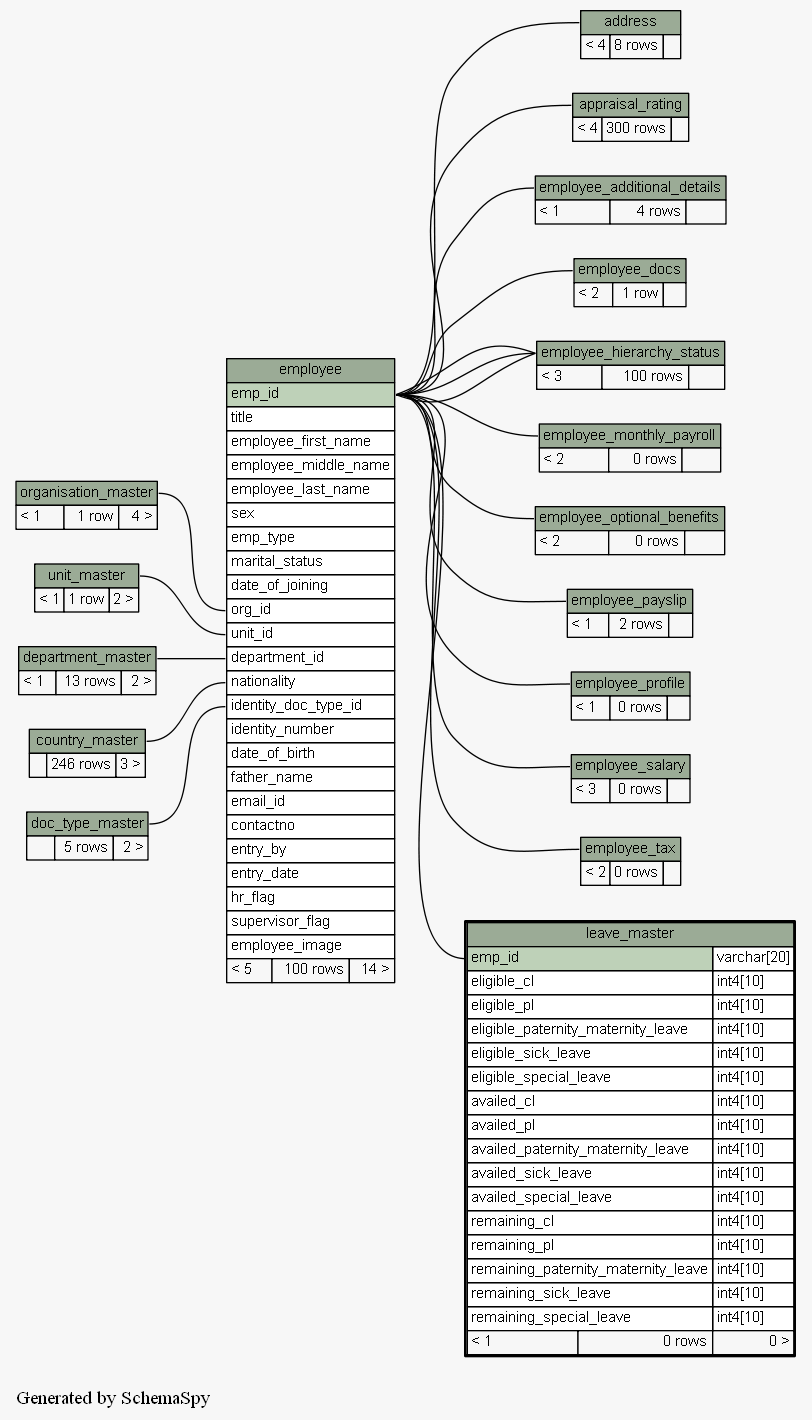 address
< 4 8 rows
appraisal_rating
< 4 300 rows
employee_additional_details
< 1 4 rows
employee_docs
< 2 1 row
employee_hierarchy_status
< 3 100 rows
employee_monthly_payroll
< 2 0 rows
employee_optional_benefits
< 2 0 rows
employee_payslip
< 1 2 rows
employee_profile
< 1 0 rows
employee_salary
< 3 0 rows
employee_tax
< 2 0 rows
employee
emp_id
title
employee_first_name
employee_middle_name
employee_last_name
sex
emp_type
marital_status
date_of_joining
org_id
unit_id
department_id
nationality
identity_doc_type_id
identity_number
date_of_birth
father_name
email_id
contactno
entry_by
entry_date
hr_flag
supervisor_flag
employee_image
< 5 100 rows 14 >
organisation_master
< 1 1 row 4 >
unit_master
< 1 1 row 2 >
department_master
< 1 13 rows 2 >
country_master
246 rows 3 >
doc_type_master
5 rows 2 >
leave_master
emp_id varchar[20]
eligible_cl int4[10]
eligible_pl int4[10]
eligible_paternity_maternity_leave int4[10]
eligible_sick_leave int4[10]
eligible_special_leave int4[10]
availed_cl int4[10]
availed_pl int4[10]
availed_paternity_maternity_leave int4[10]
availed_sick_leave int4[10]
availed_special_leave int4[10]
remaining_cl int4[10]
remaining_pl int4[10]
remaining_paternity_maternity_leave int4[10]
remaining_sick_leave int4[10]
remaining_special_leave int4[10]
< 1 0 rows 0 >
Generated by SchemaSpy